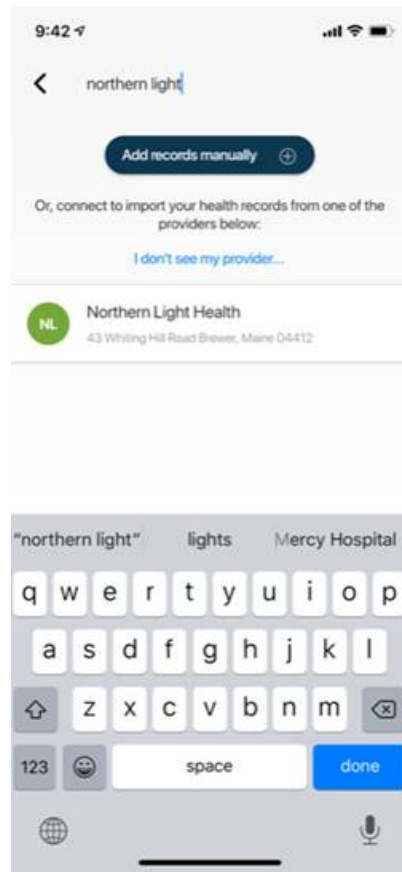 9:42
northern light
Add records manually
Or, connect to import your health records from one of the
providers below:
I don't see my provider...
NL
Northern Light Health
43 Whiting Hill Road Brewer, Maine 04412
"northern light" lights Mercy Hospital
q w e r t y u i o p
a s d f g h j k l
z x c v b n m
123 space done